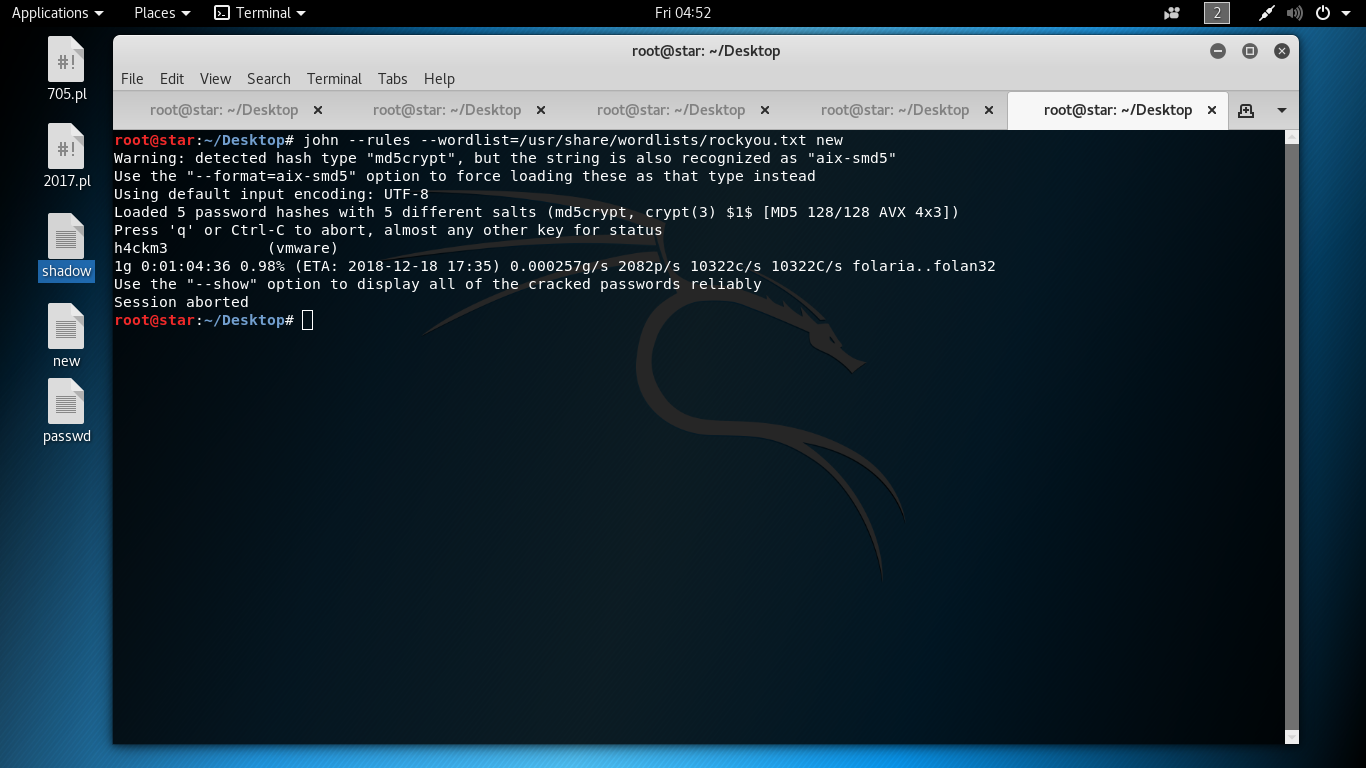 Applications Places Terminal Fri 04:52 2
root@star: ~/Desktop
File Edit View Search Terminal Tabs Help
root@star: ~/Desktop root@star: ~/Desktop root@star: ~/Desktop root@star: ~/Desktop root@star: ~/Desktop
root@star:~/Desktop# john --rules --wordlist=/usr/share/wordlists/rockyou.txt new
Warning: detected hash type "md5crypt", but the string is also recognized as "aix-smd5"
Use the "--format=aix-smd5" option to force loading these as that type instead
Using default input encoding: UTF-8
Loaded 5 password hashes with 5 different salts (md5crypt, crypt(3) $1$ [MD5 128/128 AVX 4x3])
Press 'q' or Ctrl-C to abort, almost any other key for status
h4ckm3           (vmware)
1g 0:01:04:36 0.98% (ETA: 2018-12-18 17:35) 0.000257g/s 2082p/s 10322c/s 10322C/s folaria..folan32
Use the "--show" option to display all of the cracked passwords reliably
Session aborted
root@star:~/Desktop#
#!
705.pl
#!
2017.pl
shadow
new
passwd